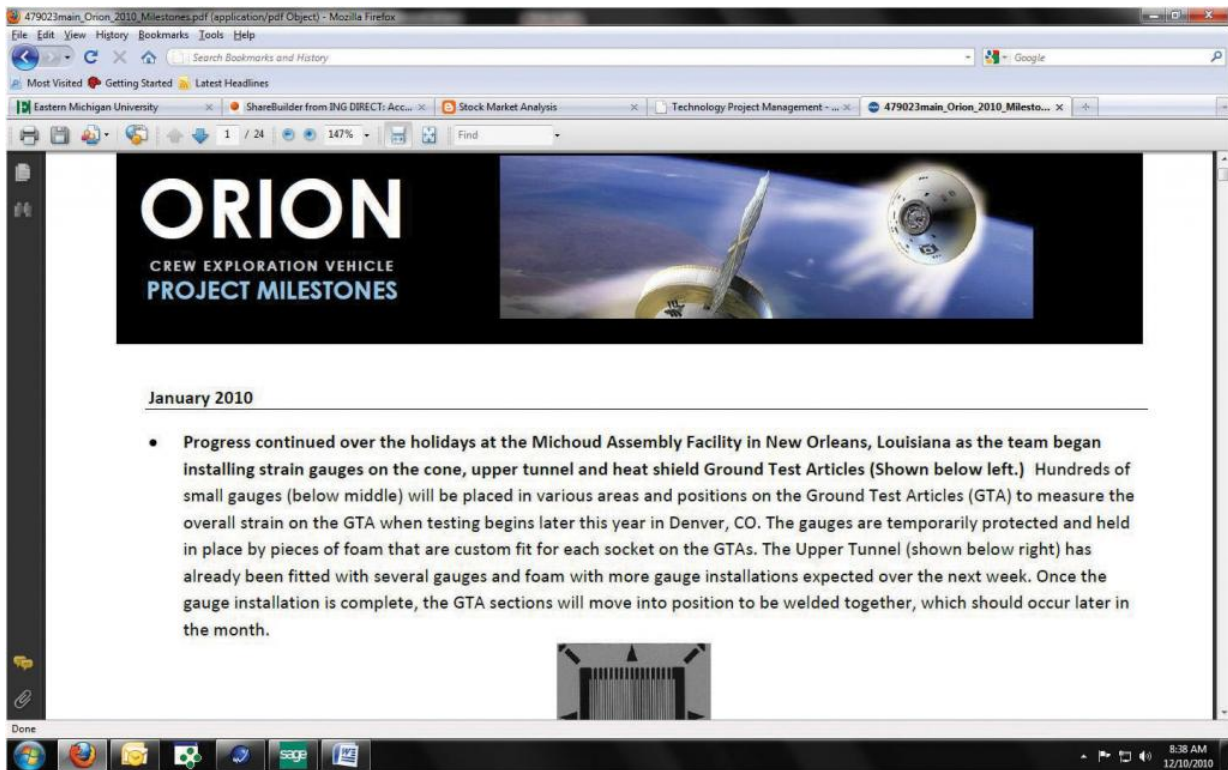 479023main_Orion_2010_Milestones.pdf (application/pdf Object) - Mozilla Firefox
File Edit View History Bookmarks Tools Help
Search Bookmarks and History
Google
Most Visited Getting Started Latest Headlines
Eastern Michigan University
ShareBuilder from ING DIRECT: Acc...
Stock Market Analysis
Technology Project Management - ...
479023main_Orion_2010_Milesto...
1 / 24 147% Find
ORION
CREW EXPLORATION VEHICLE
PROJECT MILESTONES
January 2010
• Progress continued over the holidays at the Michoud Assembly Facility in New Orleans, Louisiana as the team began
installing strain gauges on the cone, upper tunnel and heat shield Ground Test Articles (Shown below left.) Hundreds of
small gauges (below middle) will be placed in various areas and positions on the Ground Test Articles (GTA) to measure the
overall strain on the GTA when testing begins later this year in Denver, CO. The gauges are temporarily protected and held
in place by pieces of foam that are custom fit for each socket on the GTAs. The Upper Tunnel (shown below right) has
already been fitted with several gauges and foam with more gauge installations expected over the next week. Once the
gauge installation is complete, the GTA sections will move into position to be welded together, which should occur later in
the month.
Done
sage
8:38 AM
12/10/2010